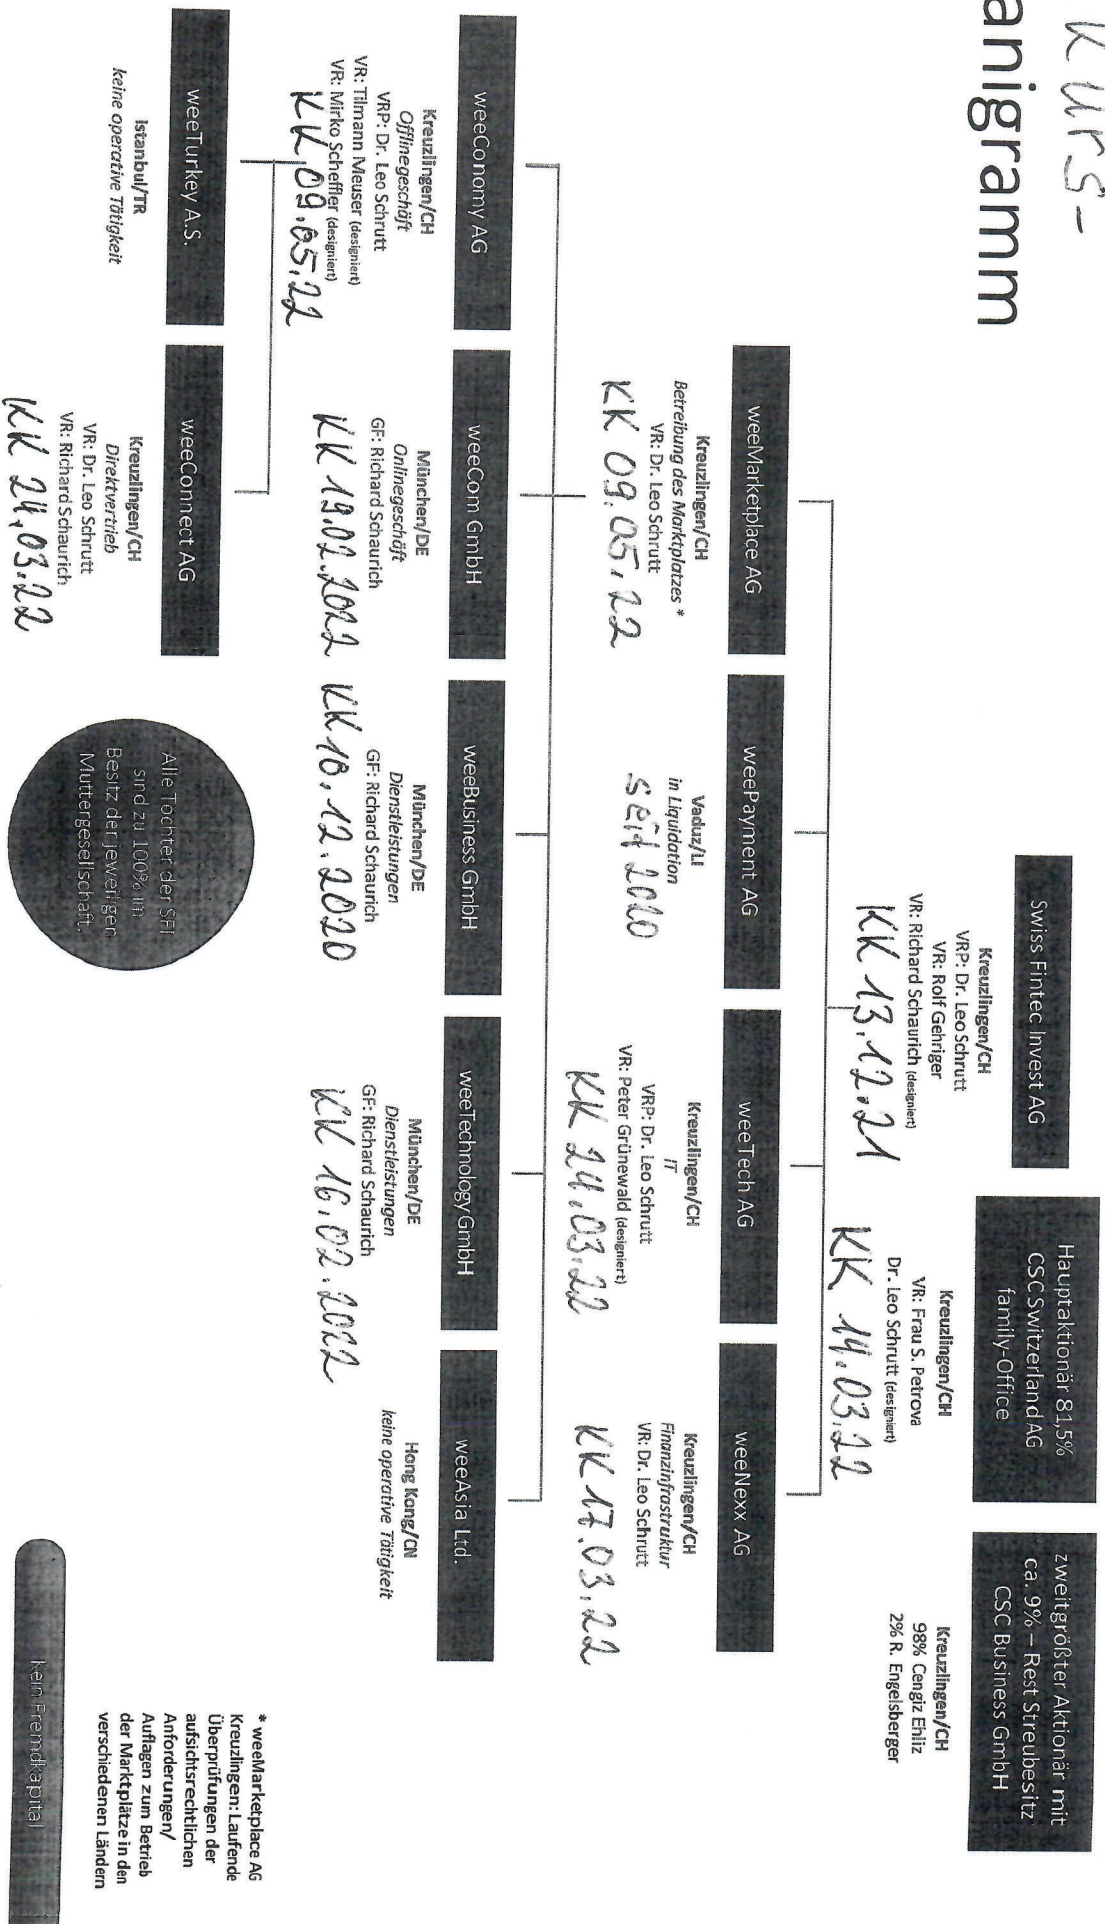 KURS-
anigramm
Swiss Fintec Invest AG
Kreuzlingen/CH
VRP: Dr. Leo Schrutt
VR: Rolf Gehriger
VR: Richard Schaurich (designiert)
KK 13.12.21
Hauptaktionär 81,5%
CSC Switzerland AG
family-Office
Kreuzlingen/CH
VR: Frau S. Petrova
Dr. Leo Schrutt (designiert)
KK 14.03.22
zweitgrößter Aktionär mit
ca. 9% – Rest Streubesitz
CSC Business GmbH
Kreuzlingen/CH
98% Cengiz Ehliz
2% R. Engelsberger
weeMarketplace AG
Kreuzlingen/CH
Betreibung des Marktplatzes *
VR: Dr. Leo Schrutt
KK 09.05.22
weePayment AG
Vaduz/LI
in Liquidation
seit 2020
weeTech AG
Kreuzlingen/CH
IT
VRP: Dr. Leo Schrutt
VR: Peter Grünewald (designiert)
KK 24.03.22
weeNexx AG
Kreuzlingen/CH
Finanzinfrastruktur
VR: Dr. Leo Schrutt
KK 17.03.22
weeConomy AG
Kreuzlingen/CH
Offlinegeschäft
VRP: Dr. Leo Schrutt
VR: Tilmann Meuser (designiert)
VR: Mirko Scheffler (designiert)
KK 09.05.22
weeCom GmbH
München/DE
Onlinegeschäft
GF: Richard Schaurich
KK 19.02.2022
weeBusiness GmbH
München/DE
Dienstleistungen
GF: Richard Schaurich
KK 10.12.2020
weeTechnology GmbH
München/DE
Dienstleistungen
GF: Richard Schaurich
KK 16.02.2022
weeAsia Ltd.
Hong Kong/CN
keine operative Tätigkeit
weeTurkey A.S.
Istanbul/TR
keine operative Tätigkeit
weeConnect AG
Kreuzlingen/CH
Direktvertrieb
VR: Dr. Leo Schrutt
VR: Richard Schaurich
KK 24.03.22
Alle Töchter der SFI
sind zu 100% im
Besitz der jeweiligen
Muttergesellschaft.
* weeMarketplace AG
Kreuzlingen: Laufende
Überprüfungen der
aufsichtsrechtlichen
Anforderungen/
Auflagen zum Betrieb
der Marktplätze in den
verschiedenen Ländern
kein Fremdkapital